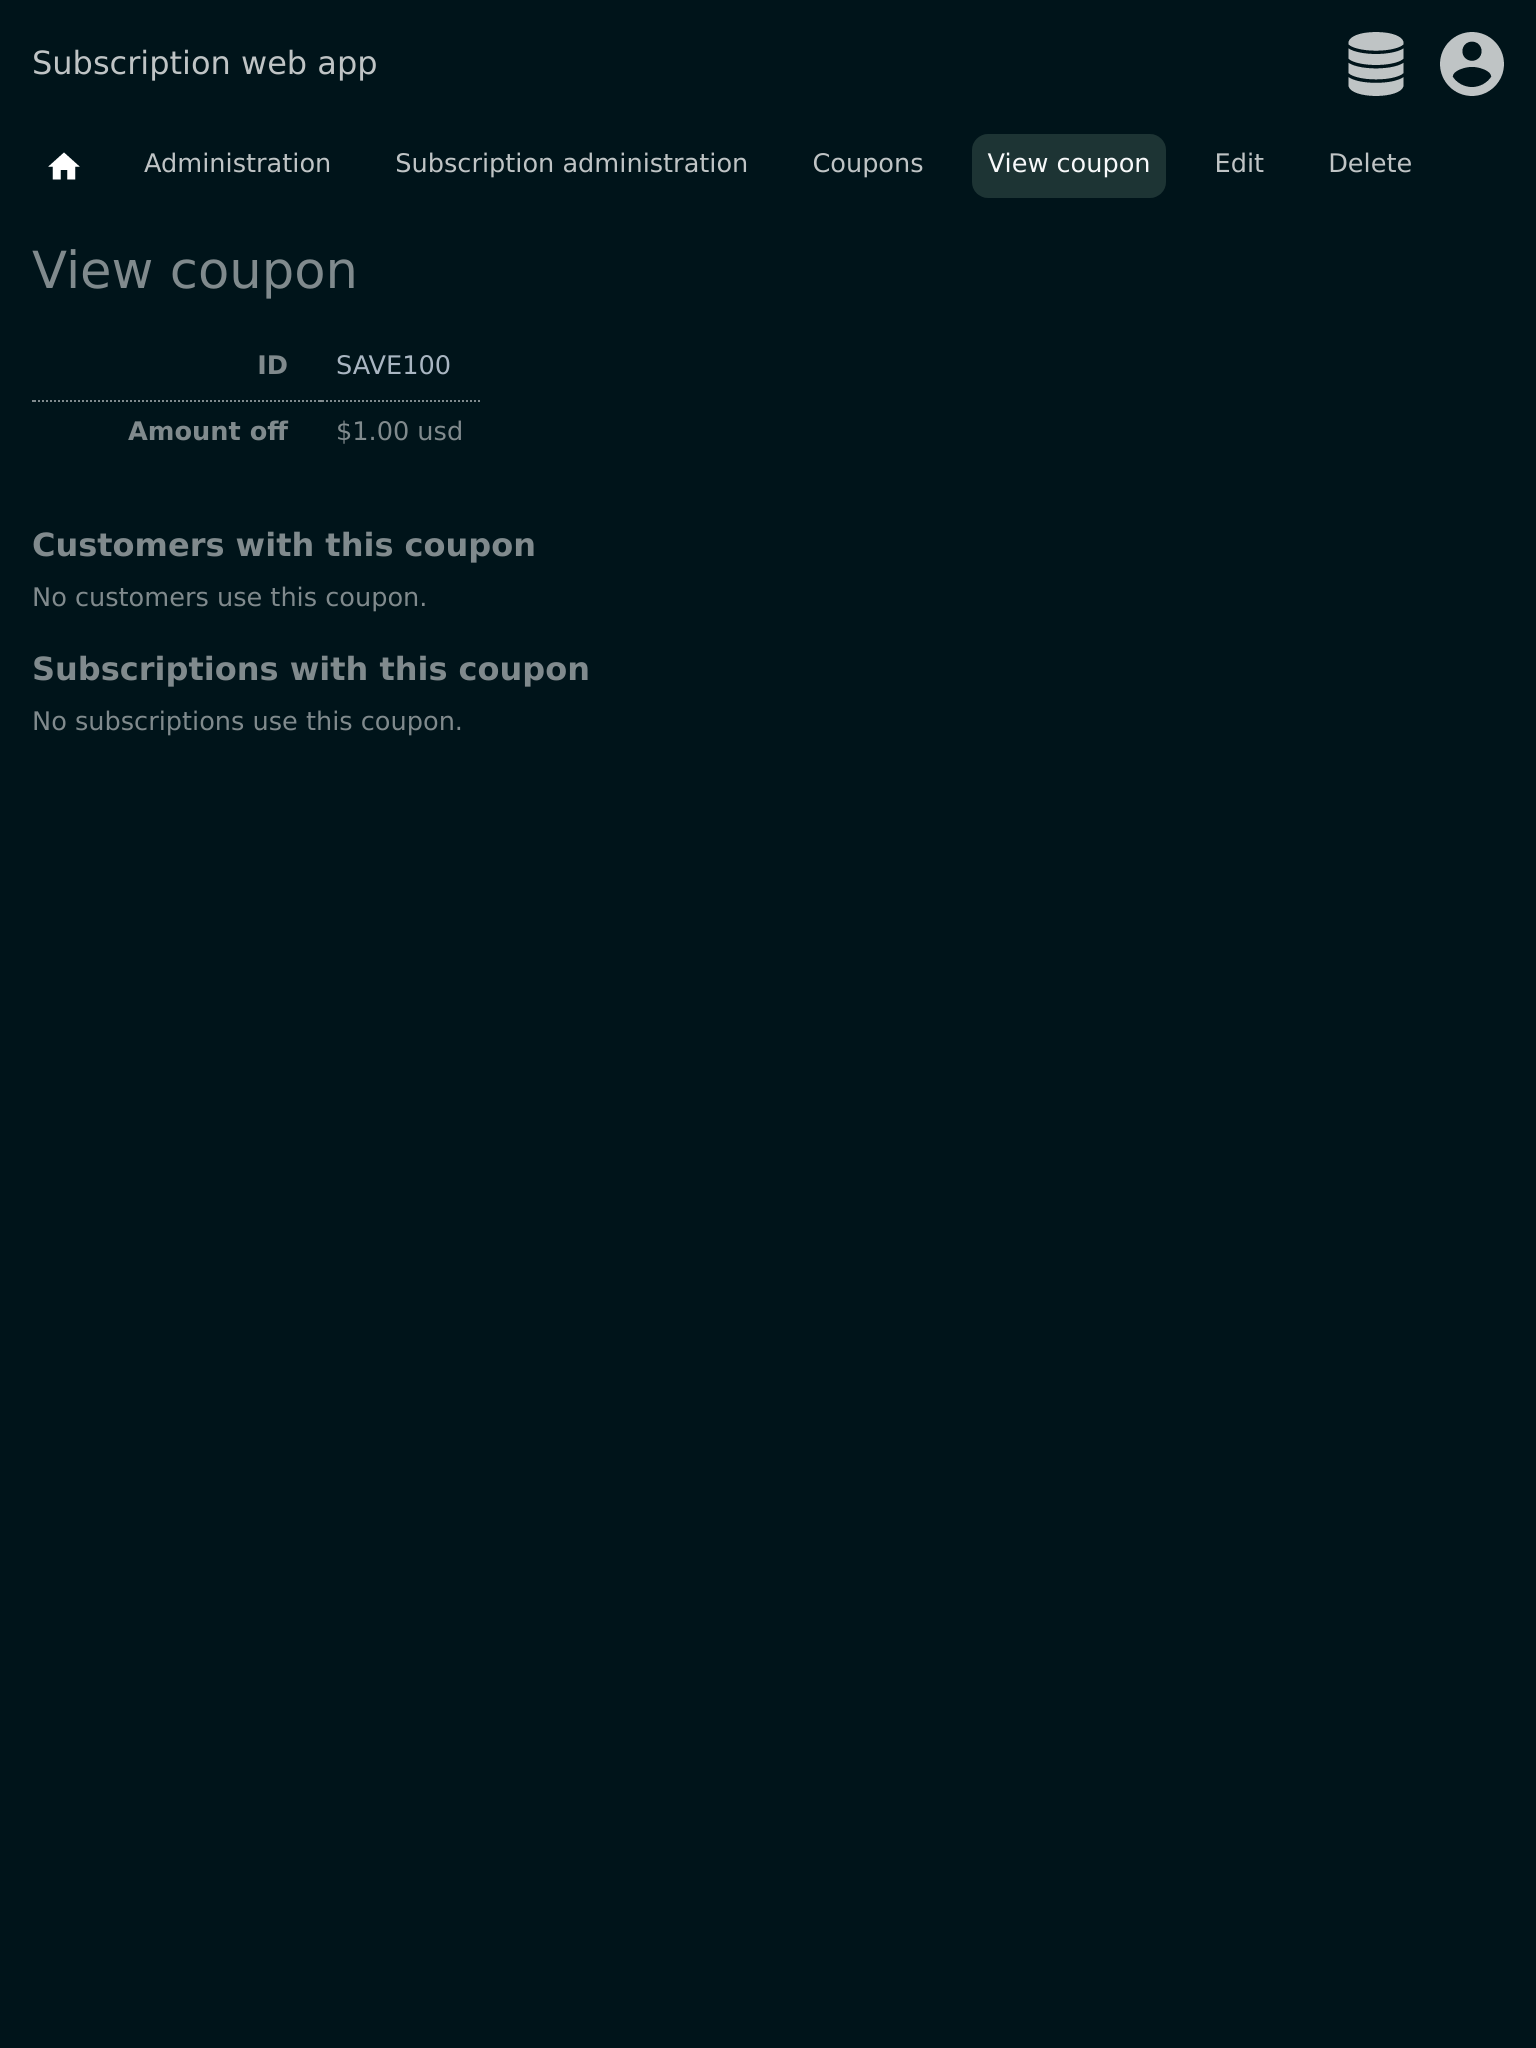 Subscription web app
Administration Subscription administration Coupons View coupon Edit Delete
View coupon
ID SAVE100
Amount off $1.00 usd
Customers with this coupon
No customers use this coupon.
Subscriptions with this coupon
No subscriptions use this coupon.